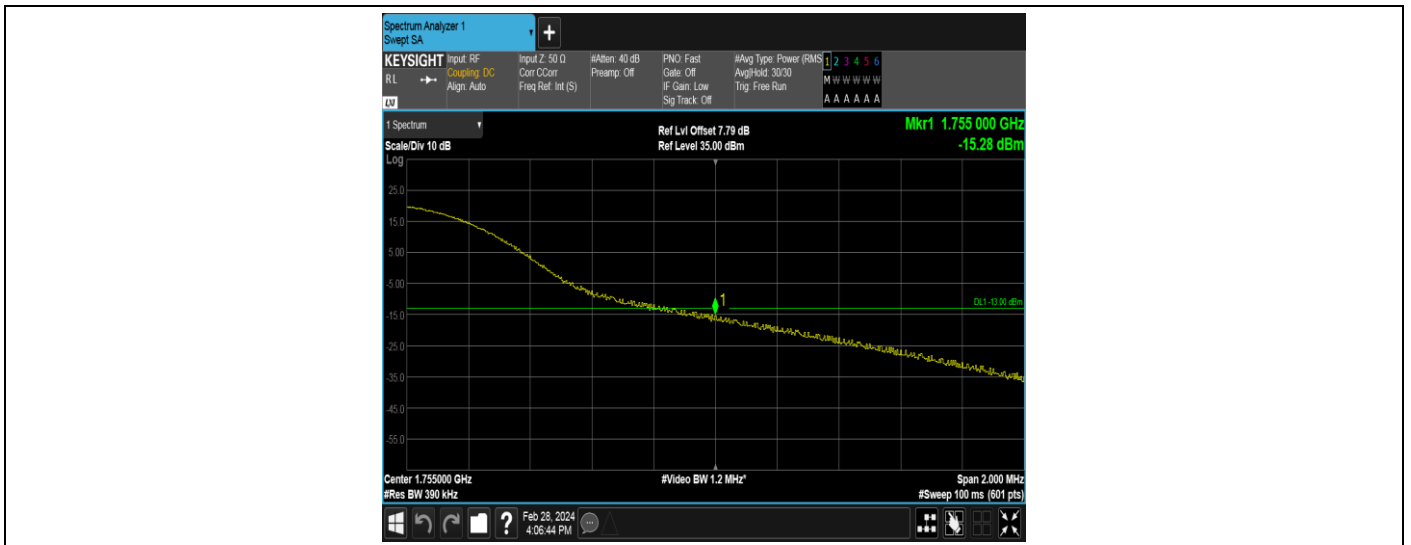 Spectrum Analyzer 1
Swept SA
+
KEYSIGHT
RL
LXI
Input: RF
Coupling: DC
Align: Auto
Input Z: 50 Ω
Corr CCorr
Freq Ref: Int (S)
#Atten: 40 dB
Preamp: Off
PNO: Fast
Gate: Off
IF Gain: Low
Sig Track: Off
#Avg Type: Power (RMS
Avg|Hold: 30/30
Trig: Free Run
1 2 3 4 5 6
M W W W W W
A A A A A A
1 Spectrum
Scale/Div 10 dB
Ref Lvl Offset 7.79 dB
Ref Level 35.00 dBm
Mkr1 1.755 000 GHz
-15.28 dBm
Log
25.0
15.0
5.00
-5.00
-15.0
-25.0
-35.0
-45.0
-55.0
1
DL1 -13.00 dBm
Center 1.755000 GHz
#Res BW 390 kHz
#Video BW 1.2 MHz*
Span 2.000 MHz
#Sweep 100 ms (601 pts)
?
Feb 28, 2024
4:06:44 PM